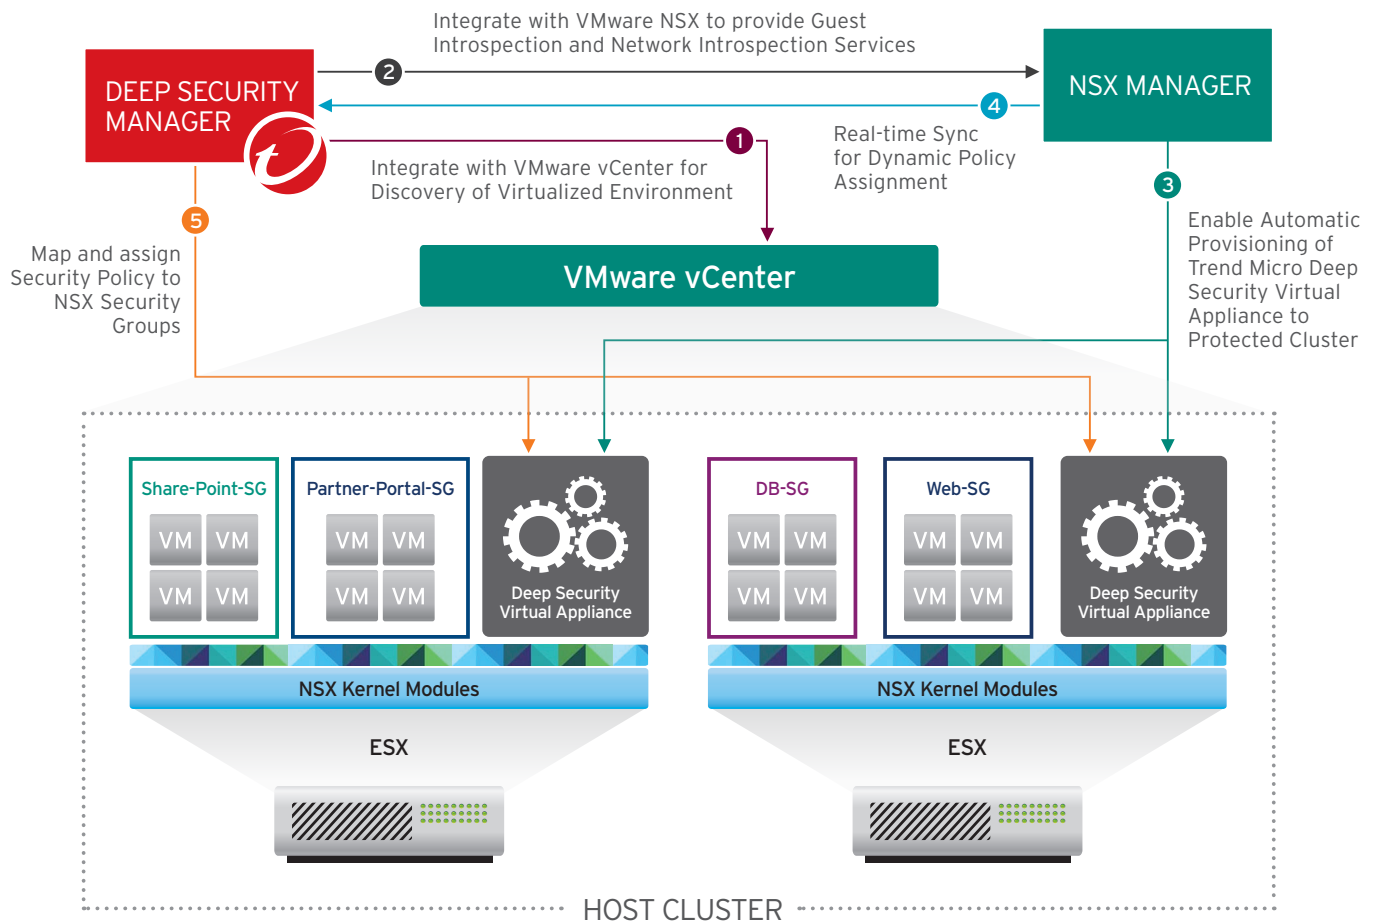 Integrate with VMware NSX to provide Guest
Introspection and Network Introspection Services
DEEP SECURITY
MANAGER
2
NSX MANAGER
4
1
Real-time Sync
for Dynamic Policy
Assignment
Integrate with VMware vCenter for
Discovery of Virtualized Environment
3
5
Enable Automatic
Provisioning of
Trend Micro Deep
Security Virtual
Appliance to
Protected Cluster
Map and assign
Security Policy to
NSX Security
Groups
VMware vCenter
Share-Point-SG
VM VM
VM VM
Partner-Portal-SG
VM VM
VM VM
Deep Security
Virtual Appliance
DB-SG
VM VM
VM VM
Web-SG
VM VM
VM VM
Deep Security
Virtual Appliance
NSX Kernel Modules
NSX Kernel Modules
ESX
ESX
HOST CLUSTER